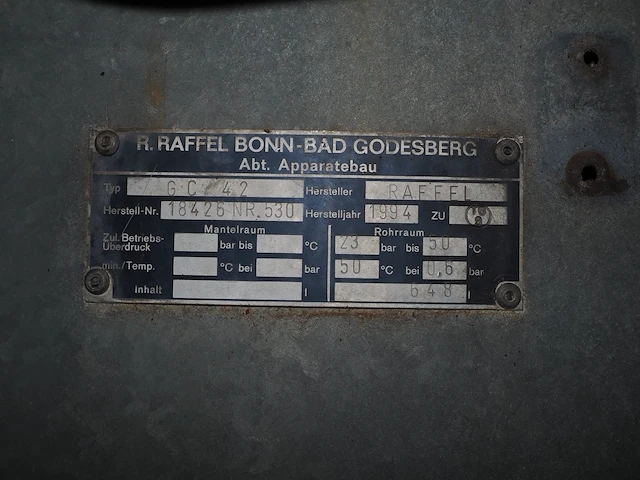 R. RAFFEL BONN-BAD GODESBERG
Abt. Apparatebau
Typ G.C 42 Hersteller RAFFEL
Herstell-Nr. 18426 NR.530 Herstelljahr 1994 ZU
Mantelraum Rohrraum
Zul. Betriebs-Überdruck bar bis °C 23 bar bis 50 °C
min./Temp. °C bei bar 50 °C bei 0,6 bar
Inhalt l 648 l